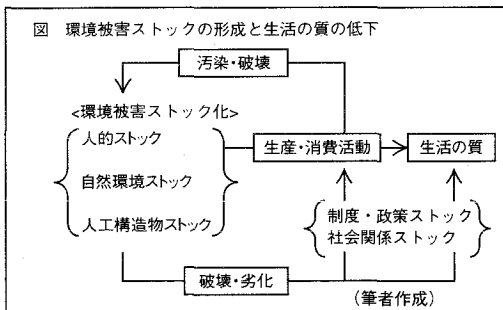 図 環境被害ストックの形成と生活の質の低下
汚染・破壊
<環境被害ストック化>
人的ストック
自然環境ストック
人工構造物ストック
生産・消費活動
生活の質
制度・政策ストック
社会関係ストック
破壊・劣化
(筆者作成)